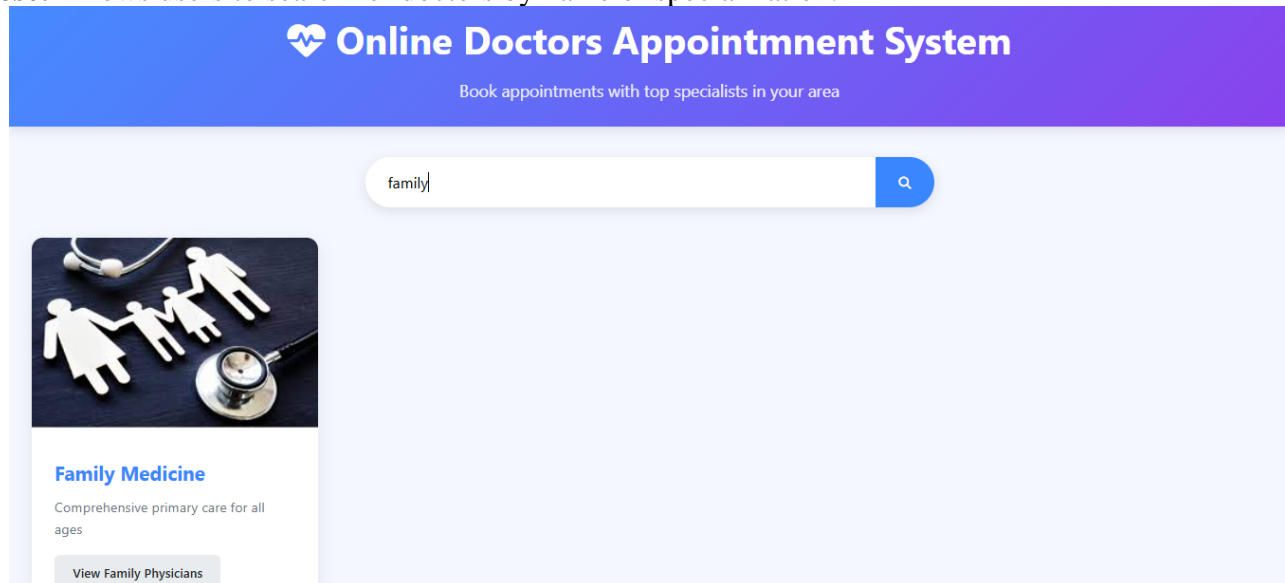 Online Doctors Appointmnent System
Book appointments with top specialists in your area
family
Family Medicine
Comprehensive primary care for all
ages
View Family Physicians